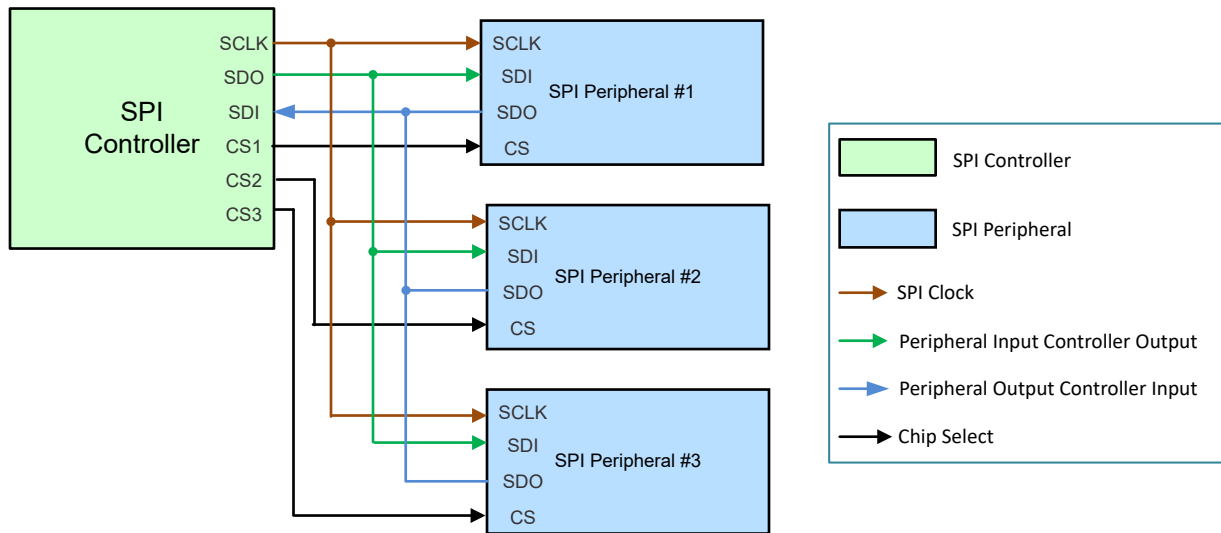 SPI
Controller
SCLK
SDO
SDI
CS1
CS2
CS3
SCLK
SDI
SDO
CS
SPI Peripheral #1
SCLK
SDI
SDO
CS
SPI Peripheral #2
SCLK
SDI
SDO
CS
SPI Peripheral #3
SPI Controller
SPI Peripheral
SPI Clock
Peripheral Input Controller Output
Peripheral Output Controller Input
Chip Select